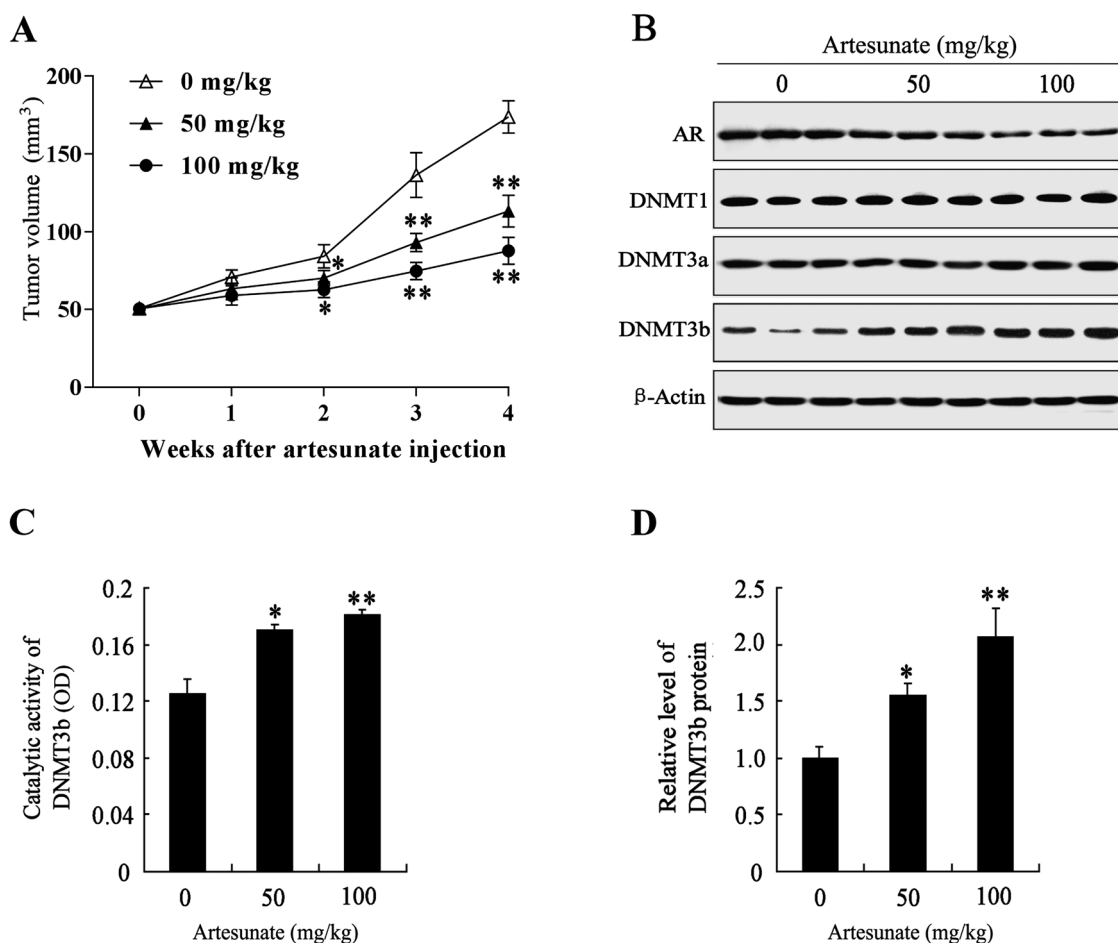 A
Tumor volume (mm³)
200
150
100
50
0
0 mg/kg
50 mg/kg
100 mg/kg
*
**
**
*
**
**
0 1 2 3 4
Weeks after artesunate injection
B
Artesunate (mg/kg)
0 50 100
AR
DNMT1
DNMT3a
DNMT3b
β-Actin
C
Catalytic activity of
DNMT3b (OD)
0.2
0.16
0.12
0.08
0.04
0
*
**
0 50 100
Artesunate (mg/kg)
D
Relative level of
DNMT3b protein
2.5
2.0
1.5
1.0
0.5
0
*
**
0 50 100
Artesunate (mg/kg)